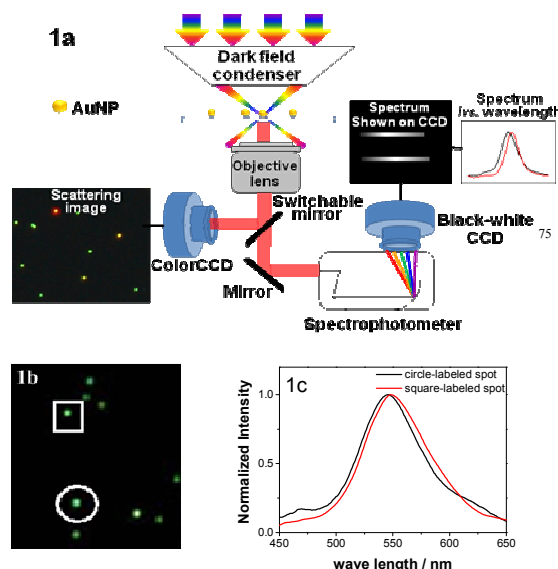 1a
Dark field
condenser
AuNP
Spectrum
Shown on CCD
Spectrum
I vs. wavelength
Objective
lens
Scattering
image
Switchable
mirror
Black-white
CCD
75
ColorCCD
Mirror
Spectrophotometer
1b
1c
circle-labeled spot
square-labeled spot
Normalized Intensity
1.0
0.5
0.0
450
500
550
600
650
wave length / nm